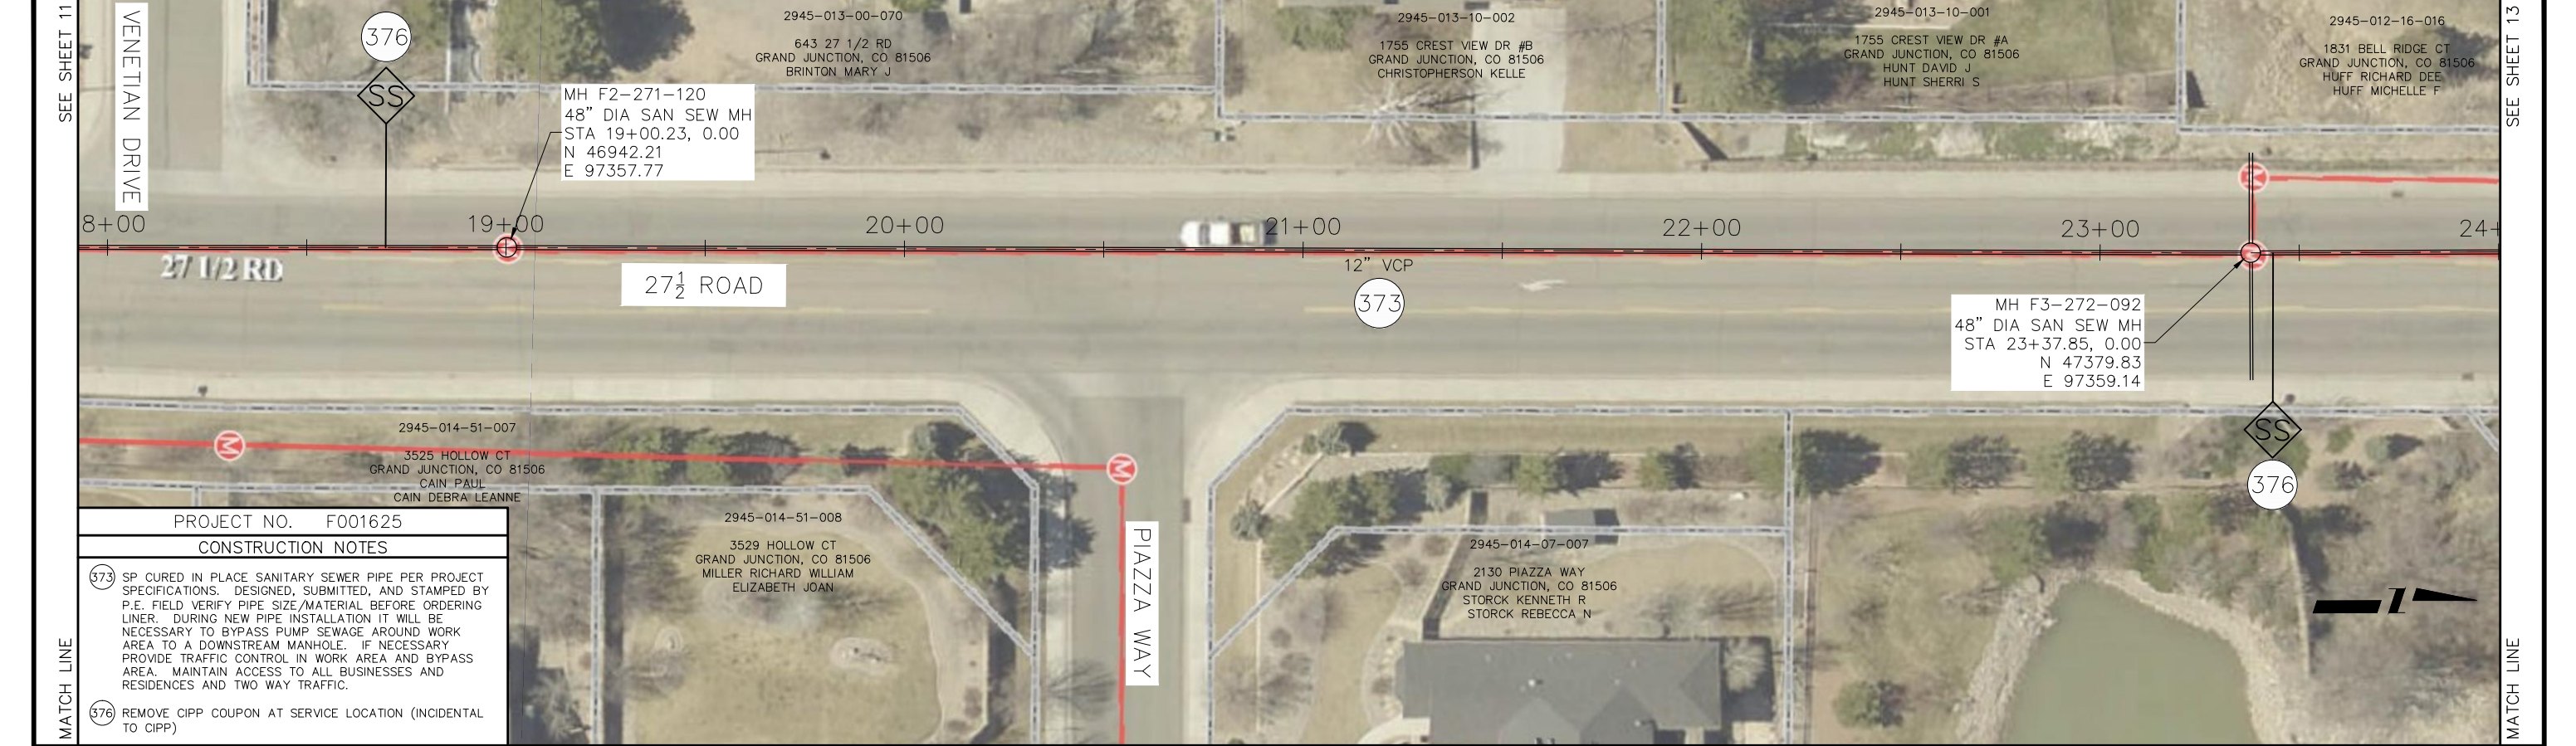 SEE SHEET 11
VENETIAN DRIVE
376
SS
2945-013-00-070
643 27 1/2 RD
GRAND JUNCTION, CO 81506
BRINTON MARY J
2945-013-10-002
1755 CREST VIEW DR #B
GRAND JUNCTION, CO 81506
CHRISTOPHERSON KELLE
2945-013-10-001
1755 CREST VIEW DR #A
GRAND JUNCTION, CO 81506
HUNT DAVID J
HUNT SHERRI S
2945-012-16-016
1831 BELL RIDGE CT
GRAND JUNCTION, CO 81506
HUFF RICHARD DEE
HUFF MICHELLE F
SEE SHEET 13
MH F2-271-120
48" DIA SAN SEW MH
STA 19+00.23, 0.00
N 46942.21
E 97357.77
M
8+00
19+00
20+00
21+00
22+00
23+00
24+
27 1/2 RD
27½ ROAD
12" VCP
373
M
MH F3-272-092
48" DIA SAN SEW MH
STA 23+37.85, 0.00
N 47379.83
E 97359.14
SS
376
M
2945-014-51-007
3525 HOLLOW CT
GRAND JUNCTION, CO 81506
CAIN PAUL
CAIN DEBRA LEANNE
M
2945-014-51-008
3529 HOLLOW CT
GRAND JUNCTION, CO 81506
MILLER RICHARD WILLIAM
ELIZABETH JOAN
PIAZZA WAY
2945-014-07-007
2130 PIAZZA WAY
GRAND JUNCTION, CO 81506
STORCK KENNETH R
STORCK REBECCA N
Z
PROJECT NO. F001625
CONSTRUCTION NOTES
373 SP CURED IN PLACE SANITARY SEWER PIPE PER PROJECT
SPECIFICATIONS. DESIGNED, SUBMITTED, AND STAMPED BY
P.E. FIELD VERIFY PIPE SIZE/MATERIAL BEFORE ORDERING
LINER. DURING NEW PIPE INSTALLATION IT WILL BE
NECESSARY TO BYPASS PUMP SEWAGE AROUND WORK
AREA TO A DOWNSTREAM MANHOLE. IF NECESSARY
PROVIDE TRAFFIC CONTROL IN WORK AREA AND BYPASS
AREA. MAINTAIN ACCESS TO ALL BUSINESSES AND
RESIDENCES AND TWO WAY TRAFFIC.
376 REMOVE CIPP COUPON AT SERVICE LOCATION (INCIDENTAL
TO CIPP)
MATCH LINE
MATCH LINE